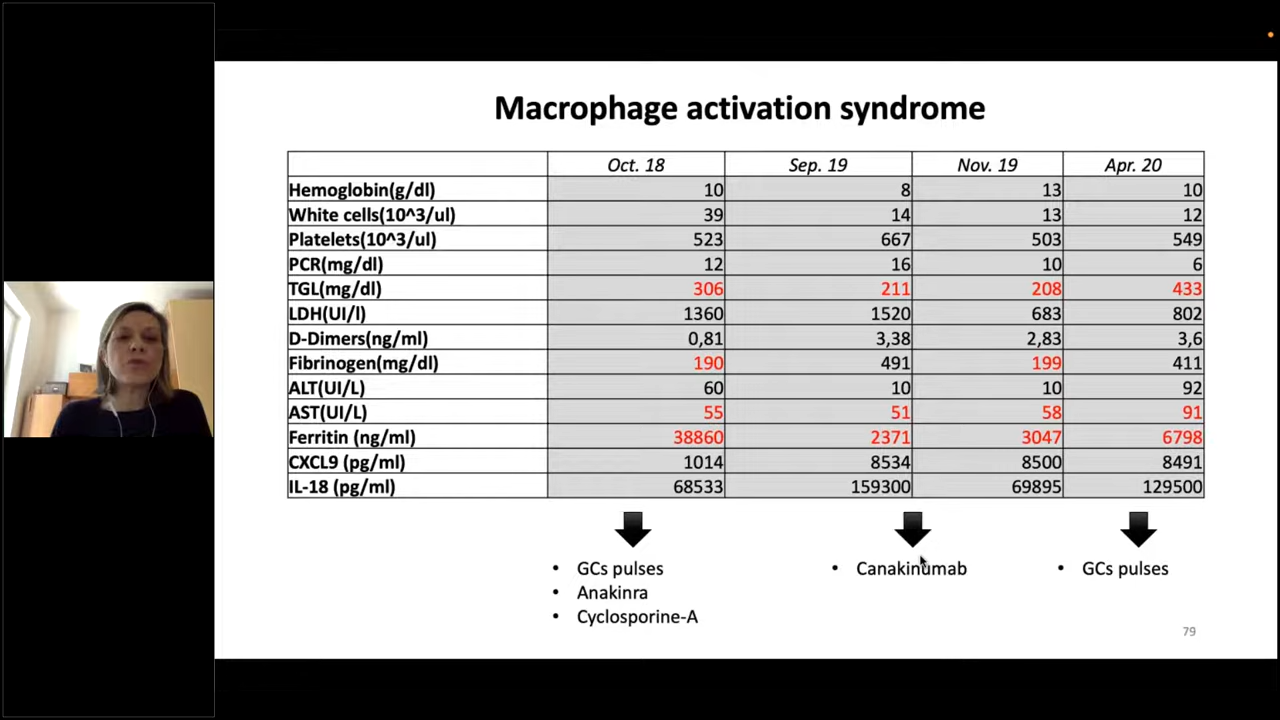 Macrophage activation syndrome
Oct. 18 Sep. 19 Nov. 19 Apr. 20
Hemoglobin(g/dl) 10 8 13 10
White cells(10^3/ul) 39 14 13 12
Platelets(10^3/ul) 523 667 503 549
PCR(mg/dl) 12 16 10 6
TGL(mg/dl) 306 211 208 433
LDH(UI/l) 1360 1520 683 802
D-Dimers(ng/ml) 0,81 3,38 2,83 3,6
Fibrinogen(mg/dl) 190 491 199 411
ALT(UI/L) 60 10 10 92
AST(UI/L) 55 51 58 91
Ferritin (ng/ml) 38860 2371 3047 6798
CXCL9 (pg/ml) 1014 8534 8500 8491
IL-18 (pg/ml) 68533 159300 69895 129500
• GCs pulses • Canakinumab • GCs pulses
• Anakinra
• Cyclosporine-A
79